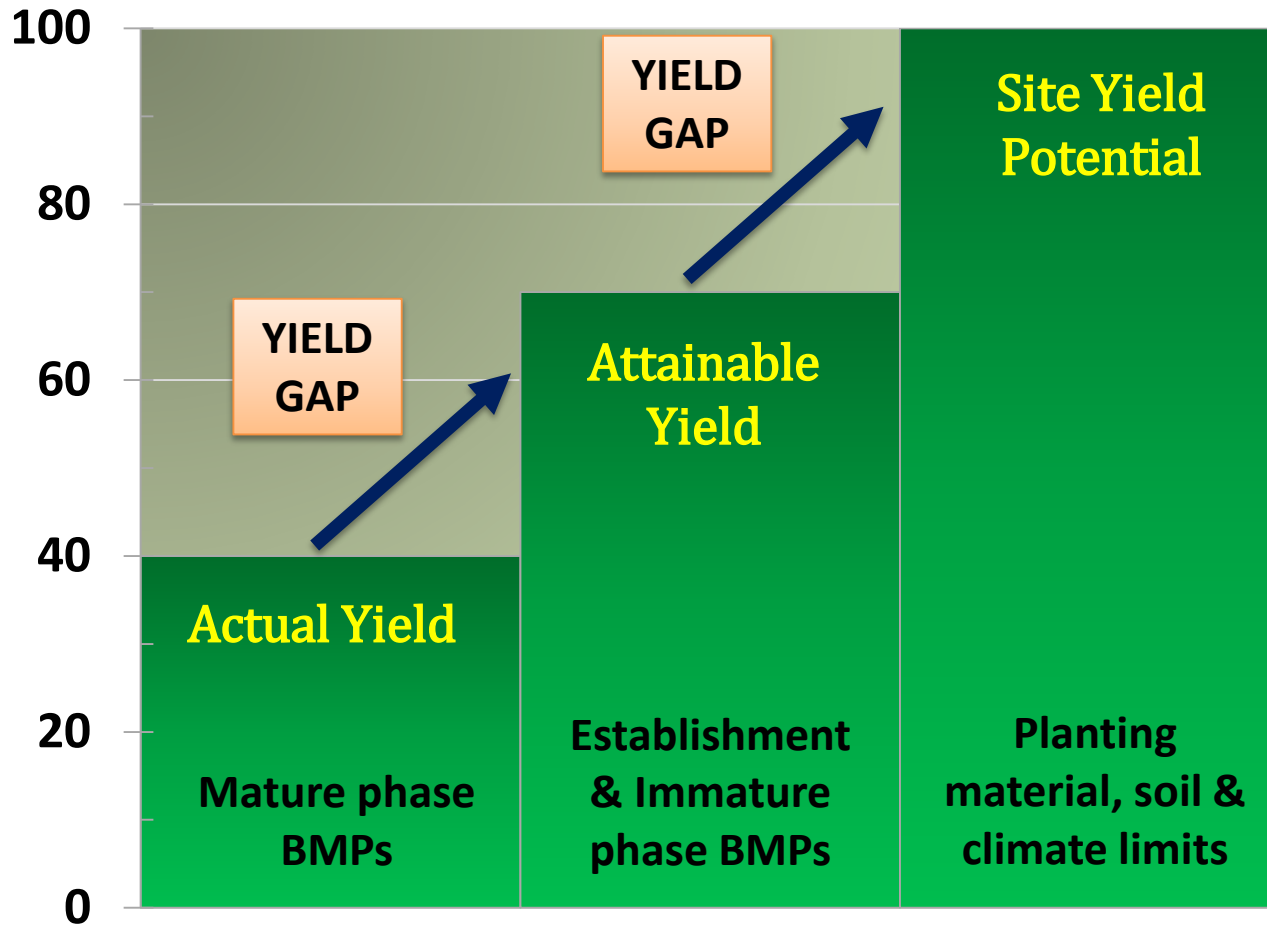 100
80
60
40
20
0
YIELD
GAP
YIELD
GAP
Actual Yield
Mature phase
BMPs
Attainable
Yield
Establishment
& Immature
phase BMPs
Site Yield
Potential
Planting
material, soil &
climate limits